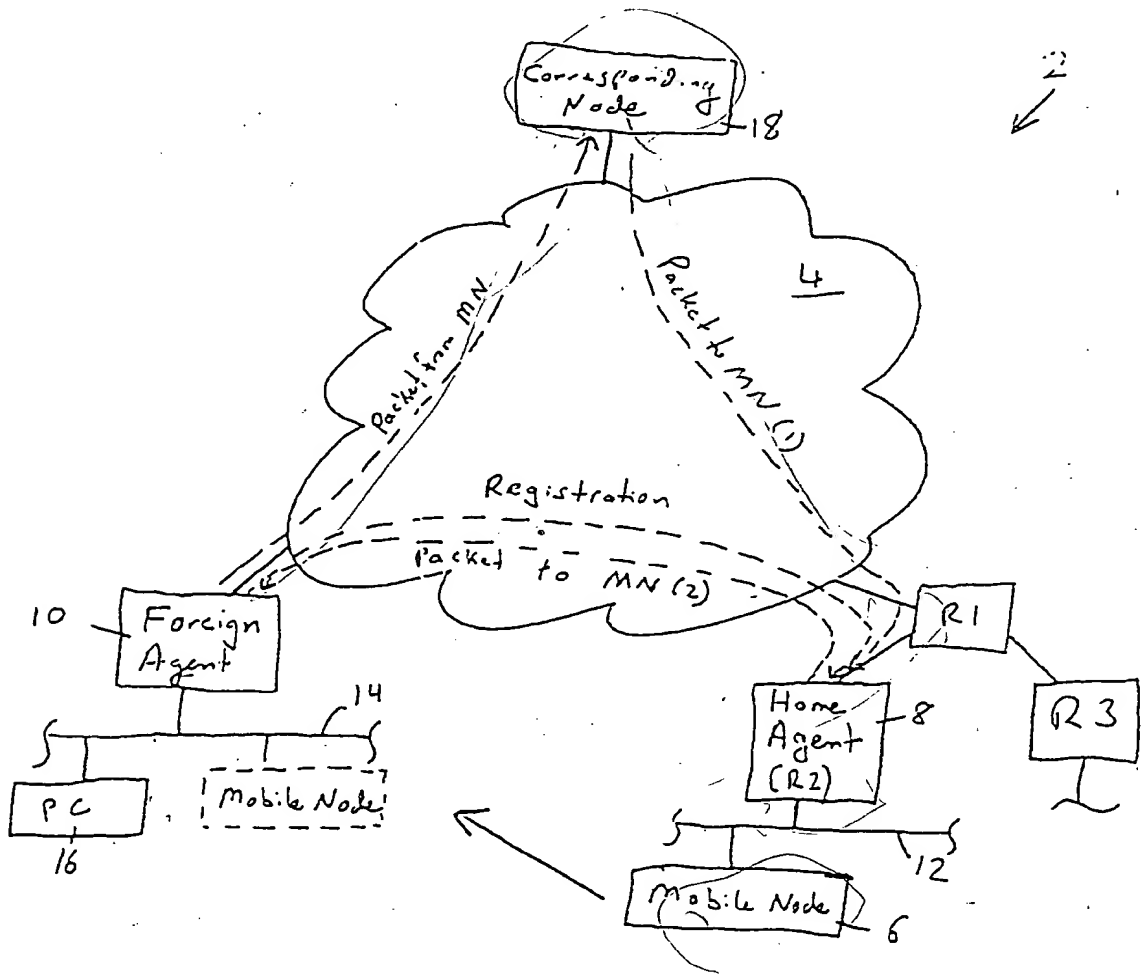 2
Corresponding
Node
18
4
Packet from MN
Packet to MN (1)
Registration
Packet to MN (2)
10
Foreign
Agent
R1
14
Home
Agent
(R2)
8
R3
PC
16
Mobile Node
12
Mobile Node
6